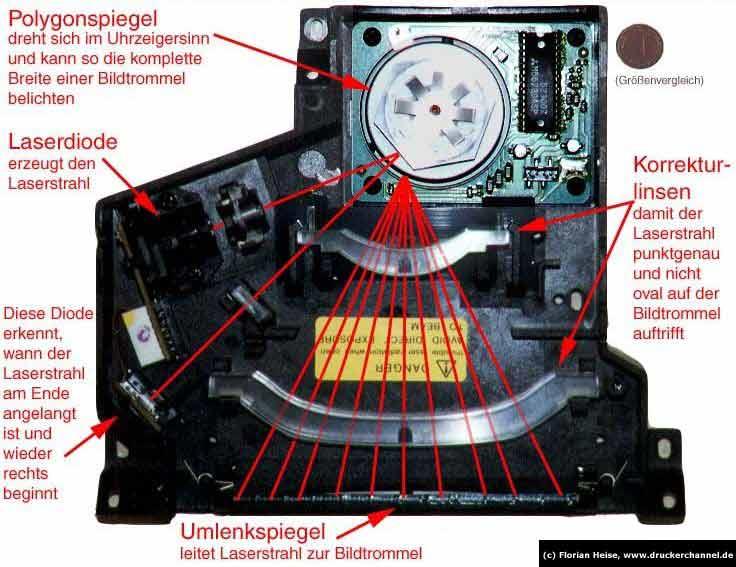 Polygonspiegel
dreht sich im Uhrzeigersinn
und kann so die komplette
Breite einer Bildtrommel
belichten
(Größenvergleich)
Laserdiode
erzeugt den
Laserstrahl
Korrektur-
linsen
damit der
Laserstrahl
punktgenau
und nicht
oval auf der
Bildtrommel
auftrifft
Diese Diode
erkennt,
wann der
Laserstrahl
am Ende
angelangt
ist und
wieder
rechts
beginnt
DANGER
AVOID DIRECT EXPOSURE
TO BEAM
Umlenkspiegel
leitet Laserstrahl zur Bildtrommel
(c) Florian Heise, www.druckerchannel.de